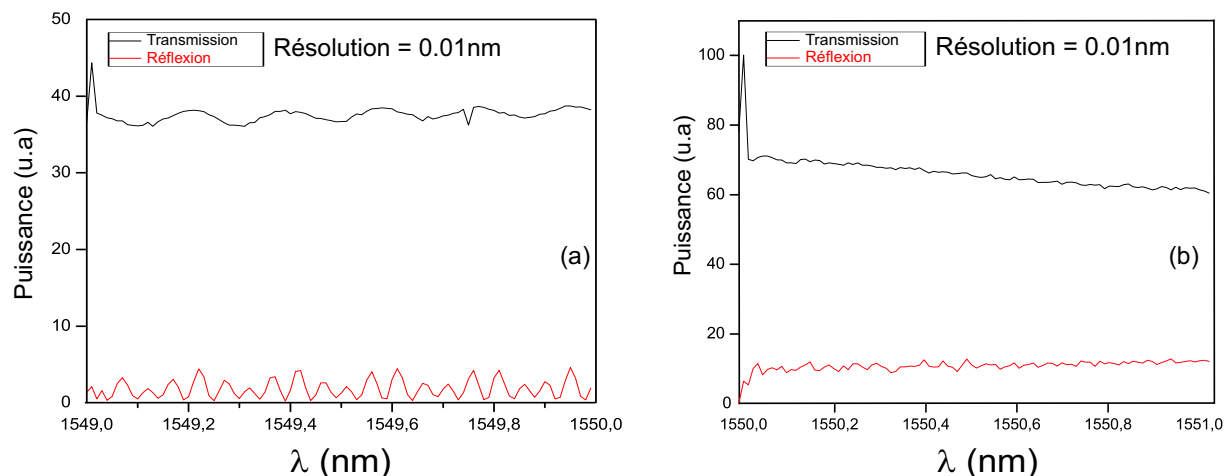 50
40
30
20
10
0
Puissance (u.a)
Transmission
Réflexion
Résolution = 0.01nm
(a)
1549,0 1549,2 1549,4 1549,6 1549,8 1550,0
λ (nm)
100
80
60
40
20
0
Puissance (u.a)
Transmission
Réflexion
Résolution = 0.01nm
(b)
1550,0 1550,2 1550,4 1550,6 1550,8 1551,0
λ (nm)